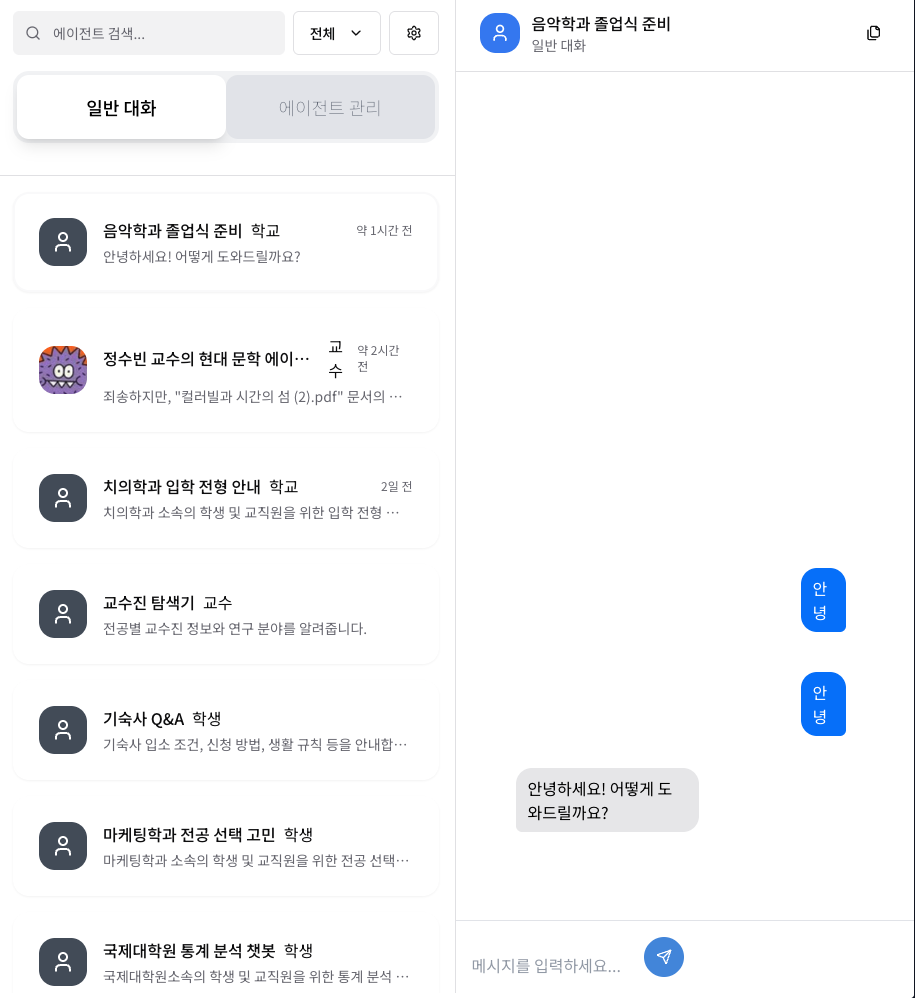 에이전트 검색...
전체
일반 대화
에이전트 관리
음악학과 졸업식 준비 학교
약 1시간 전
안녕하세요! 어떻게 도와드릴까요?
정수빈 교수의 현대 문학 에이…
교
수
약 2시간
전
죄송하지만, "컬러빌과 시간의 섬 (2).pdf" 문서의 …
치의학과 입학 전형 안내 학교
2일 전
치의학과 소속의 학생 및 교직원을 위한 입학 전형 …
교수진 탐색기 교수
전공별 교수진 정보와 연구 분야를 알려줍니다.
기숙사 Q&A 학생
기숙사 입소 조건, 신청 방법, 생활 규칙 등을 안내합…
마케팅학과 전공 선택 고민 학생
마케팅학과 소속의 학생 및 교직원을 위한 전공 선택…
국제대학원 통계 분석 챗봇 학생
국제대학원소속의 학생 및 교직원을 위한 통계 분석 …
음악학과 졸업식 준비
일반 대화
안
녕
안
녕
안녕하세요! 어떻게 도
와드릴까요?
메시지를 입력하세요...